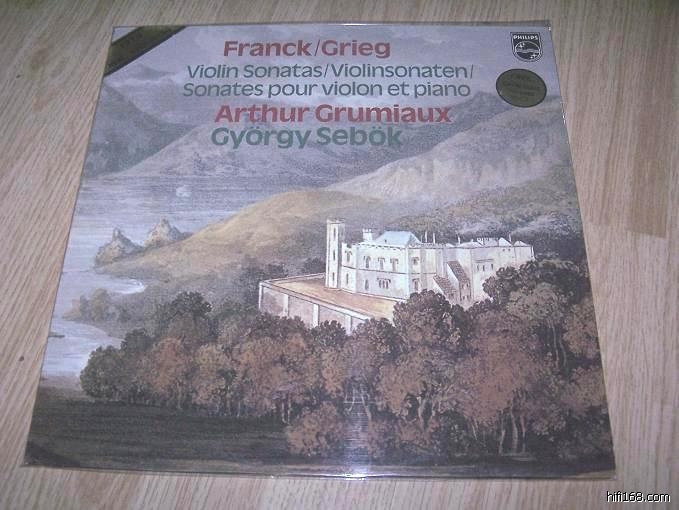 PHILIPS
Franck/Grieg
Violin Sonatas/Violinsonaten/
Sonates pour violon et piano
Arthur Grumiaux
György Sebök
hifi168.com